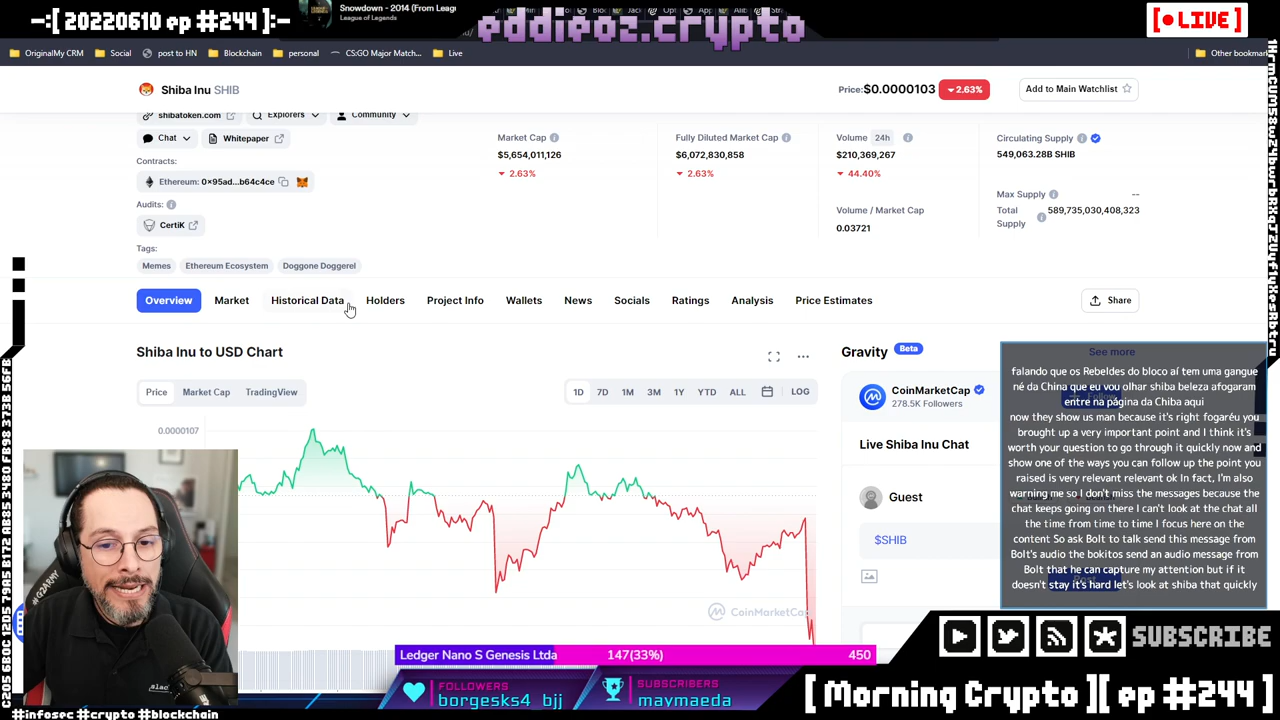 -:[ 20220610 ep #244 ]:-
Snowdown - 2014 (From Leag
League of Legends
eddieoz.crypto
[●LIVE]
OriginalMy CRM
Social
post to HN
Blockchain
personal
CS:GO Major Match...
Live
Other bookmar
Shiba Inu SHIB
Price: $0.0000103
2.63%
Add to Main Watchlist
shibatoken.com
Explorers
Community
Chat
Whitepaper
Contracts:
Ethereum: 0x95ad...b64c4ce
Audits:
CertiK
Tags:
Memes
Ethereum Ecosystem
Doggone Doggerel
Market Cap
$5,654,011,126
2.63%
Fully Diluted Market Cap
$6,072,830,858
2.63%
Volume 24h
$210,369,267
44.40%
Volume / Market Cap
0.03721
Circulating Supply
549,063.28B SHIB
Max Supply
--
Total Supply
589,735,030,408,323
Overview
Market
Historical Data
Holders
Project Info
Wallets
News
Socials
Ratings
Analysis
Price Estimates
Share
Shiba Inu to USD Chart
Price
Market Cap
TradingView
1D
7D
1M
3M
1Y
YTD
ALL
LOG
0.0000107
CoinMarketCap
Gravity Beta
See more
CoinMarketCap
278.5K Followers
Live Shiba Inu Chat
Guest
$SHIB
falando que os Rebeldes do bloco aí tem uma gangue
né da China que eu vou olhar shiba beleza afogaram
entre na página da Chiba aqui
now they show us man because it's right fogaréu you
brought up a very important point and I think it's
worth your question to go through it quickly now and
show one of the ways you can follow up the point you
raised is very relevant relevant ok In fact, I'm also
warning me so I don't miss the messages because the
chat keeps going on there I can't look at the chat all
the time from time to time I focus here on the
content So ask Bolt to talk send this message from
Bolt's audio the bokitos send an audio message from
Bolt that he can capture my attention but if it
doesn't stay it's hard let's look at shiba that quickly
#G2ARMY
Ledger Nano S Genesis Ltda
147(33%)
450
FOLLOWERS
borgesks4_bjj
SUBSCRIBERS
maymaeda
SUBSCRIBE
[ Morning Crypto ][ ep #244 ]
#infosec #crypto #blockchain